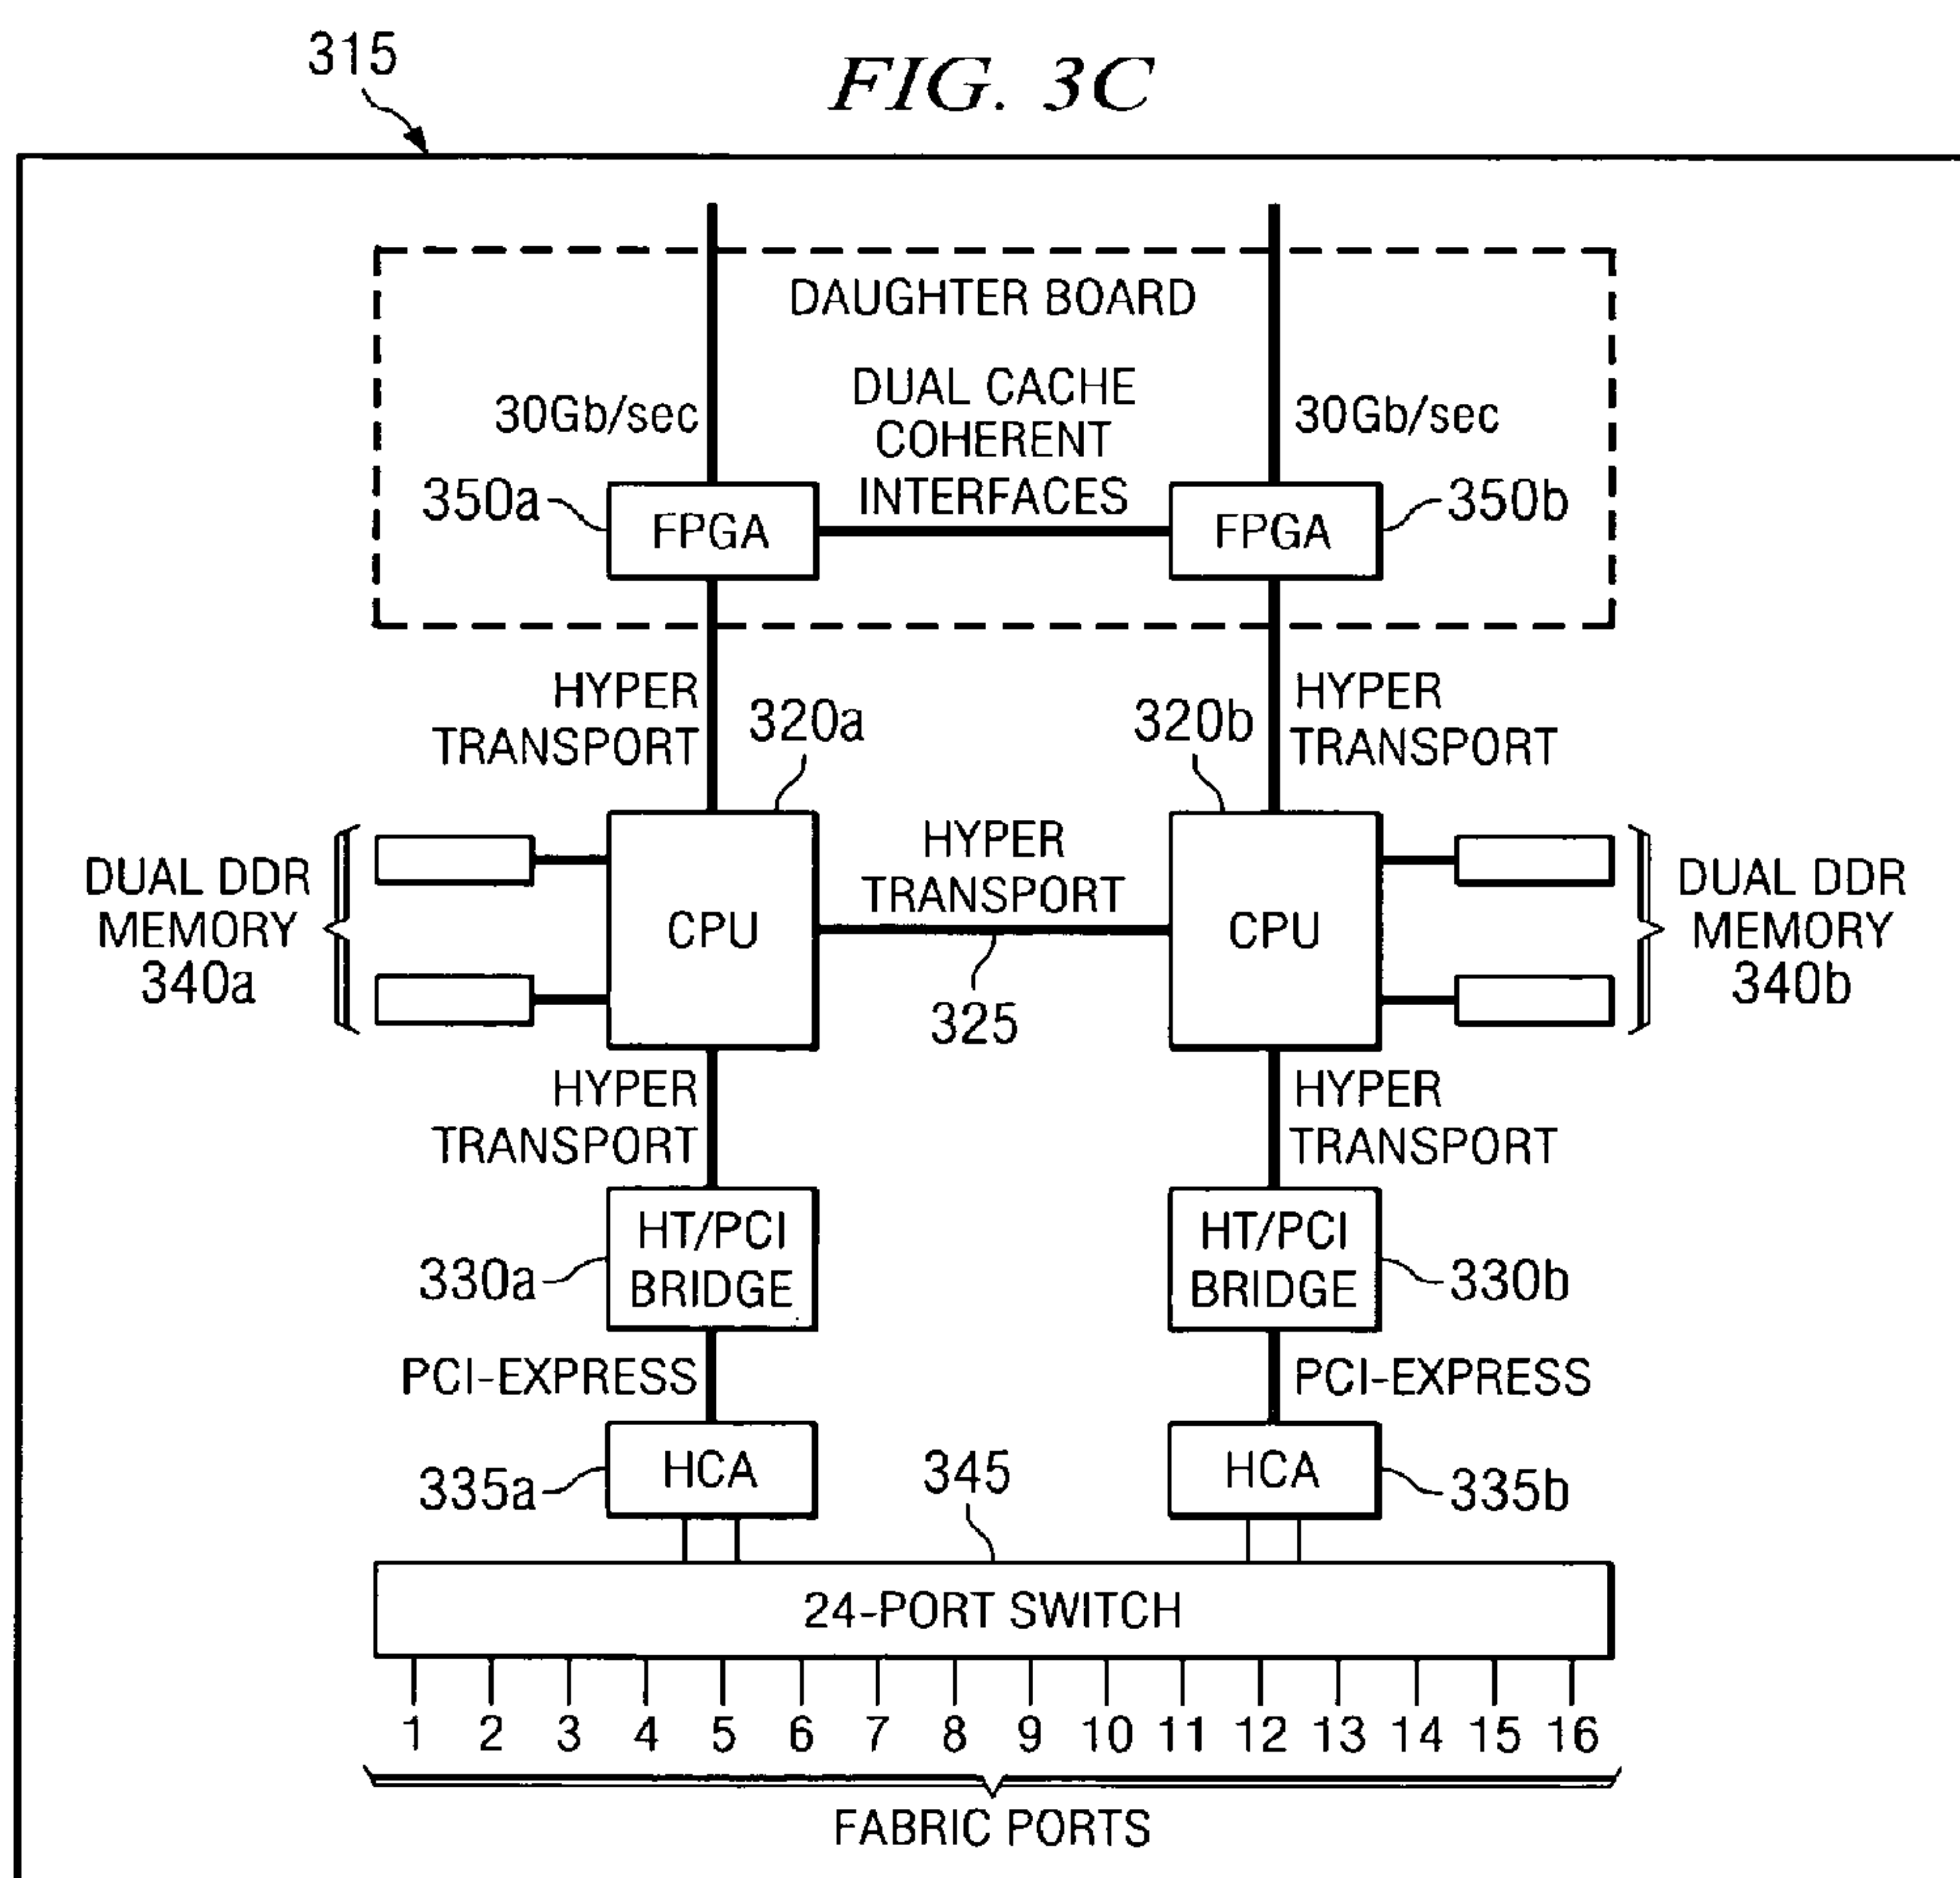 315
FIG. 3C
DAUGHTER BOARD
DUAL CACHE
COHERENT
INTERFACES
30Gb/sec
30Gb/sec
350a
FPGA
FPGA
350b
HYPER
TRANSPORT
320a
320b
HYPER
TRANSPORT
DUAL DDR
MEMORY
340a
CPU
HYPER
TRANSPORT
325
CPU
DUAL DDR
MEMORY
340b
HYPER
TRANSPORT
HYPER
TRANSPORT
330a
HT/PCI
BRIDGE
HT/PCI
BRIDGE
330b
PCI-EXPRESS
PCI-EXPRESS
335a
HCA
345
HCA
335b
24-PORT SWITCH
1 2 3 4 5 6 7 8 9 10 11 12 13 14 15 16
FABRIC PORTS